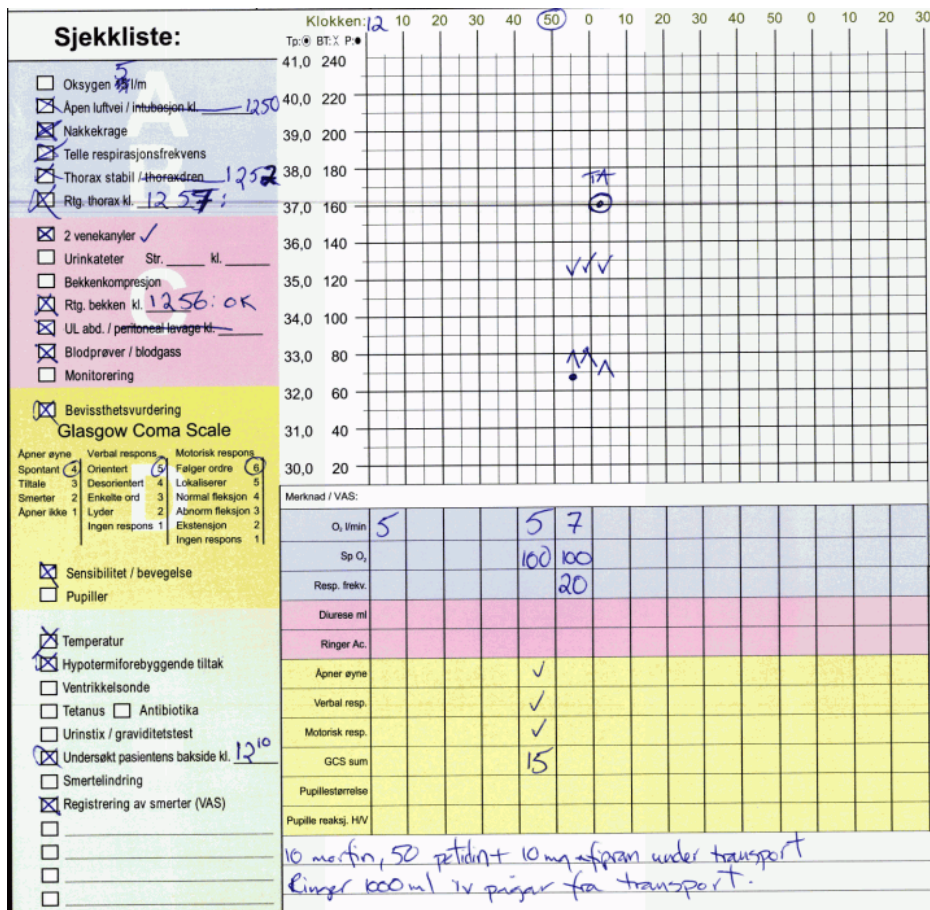 Sjekkliste:
Klokken: 12 10 20 30 40 50 0 10 20 30 40 50 0 10 20 30
Tp: BT: P:
41,0 240
40,0 220
39,0 200
38,0 180
37,0 160
36,0 140
35,0 120
34,0 100
33,0 80
32,0 60
31,0 40
30,0 20
TA
Oksygen 5 l/m
Åpen luftvei / intubasjon kl. 1250
Nakkekrage
Telle respirasjonsfrekvens
Thorax stabil / thoraxdren 1252
Rtg. thorax kl. 1257:
2 venekanyler ✓
Urinkateter Str. ____ kl. ____
Bekkenkompresjon
Rtg. bekken kl. 1256: OK
UL abd. / peritoneal lavage kl. ____
Blodprøver / blodgass
Monitorering
Bevissthetsvurdering
Glasgow Coma Scale
Åpner øyne Verbal respons Motorisk respons
Spontant 4 Orientert 5 Følger ordre 6
Tiltale 3 Desorientert 4 Lokaliserer 5
Smerter 2 Enkelte ord 3 Normal fleksjon 4
Åpner ikke 1 Lyder 2 Abnorm fleksjon 3
Ingen respons 1 Ekstensjon 2
Ingen respons 1
Sensibilitet / bevegelse
Pupiller
Temperatur
Hypotermiforebyggende tiltak
Ventrikkelsonde
Tetanus Antibiotika
Urinstix / graviditetstest
Undersøkt pasientens bakside kl. 12¹⁰
Smertelindring
Registrering av smerter (VAS)
Merknad / VAS:
O₂ l/min 5 5 7
Sp O₂ 100 100
Resp. frekv. 20
Diurese ml
Ringer Ac.
Åpner øyne ✓
Verbal resp. ✓
Motorisk resp. ✓
GCS sum 15
Pupillestørrelse
Pupille reaksj. H/V
10 morfin, 50 petidin + 10 mg afipran under transport
Ringer 1000 ml iv pågår fra transport.